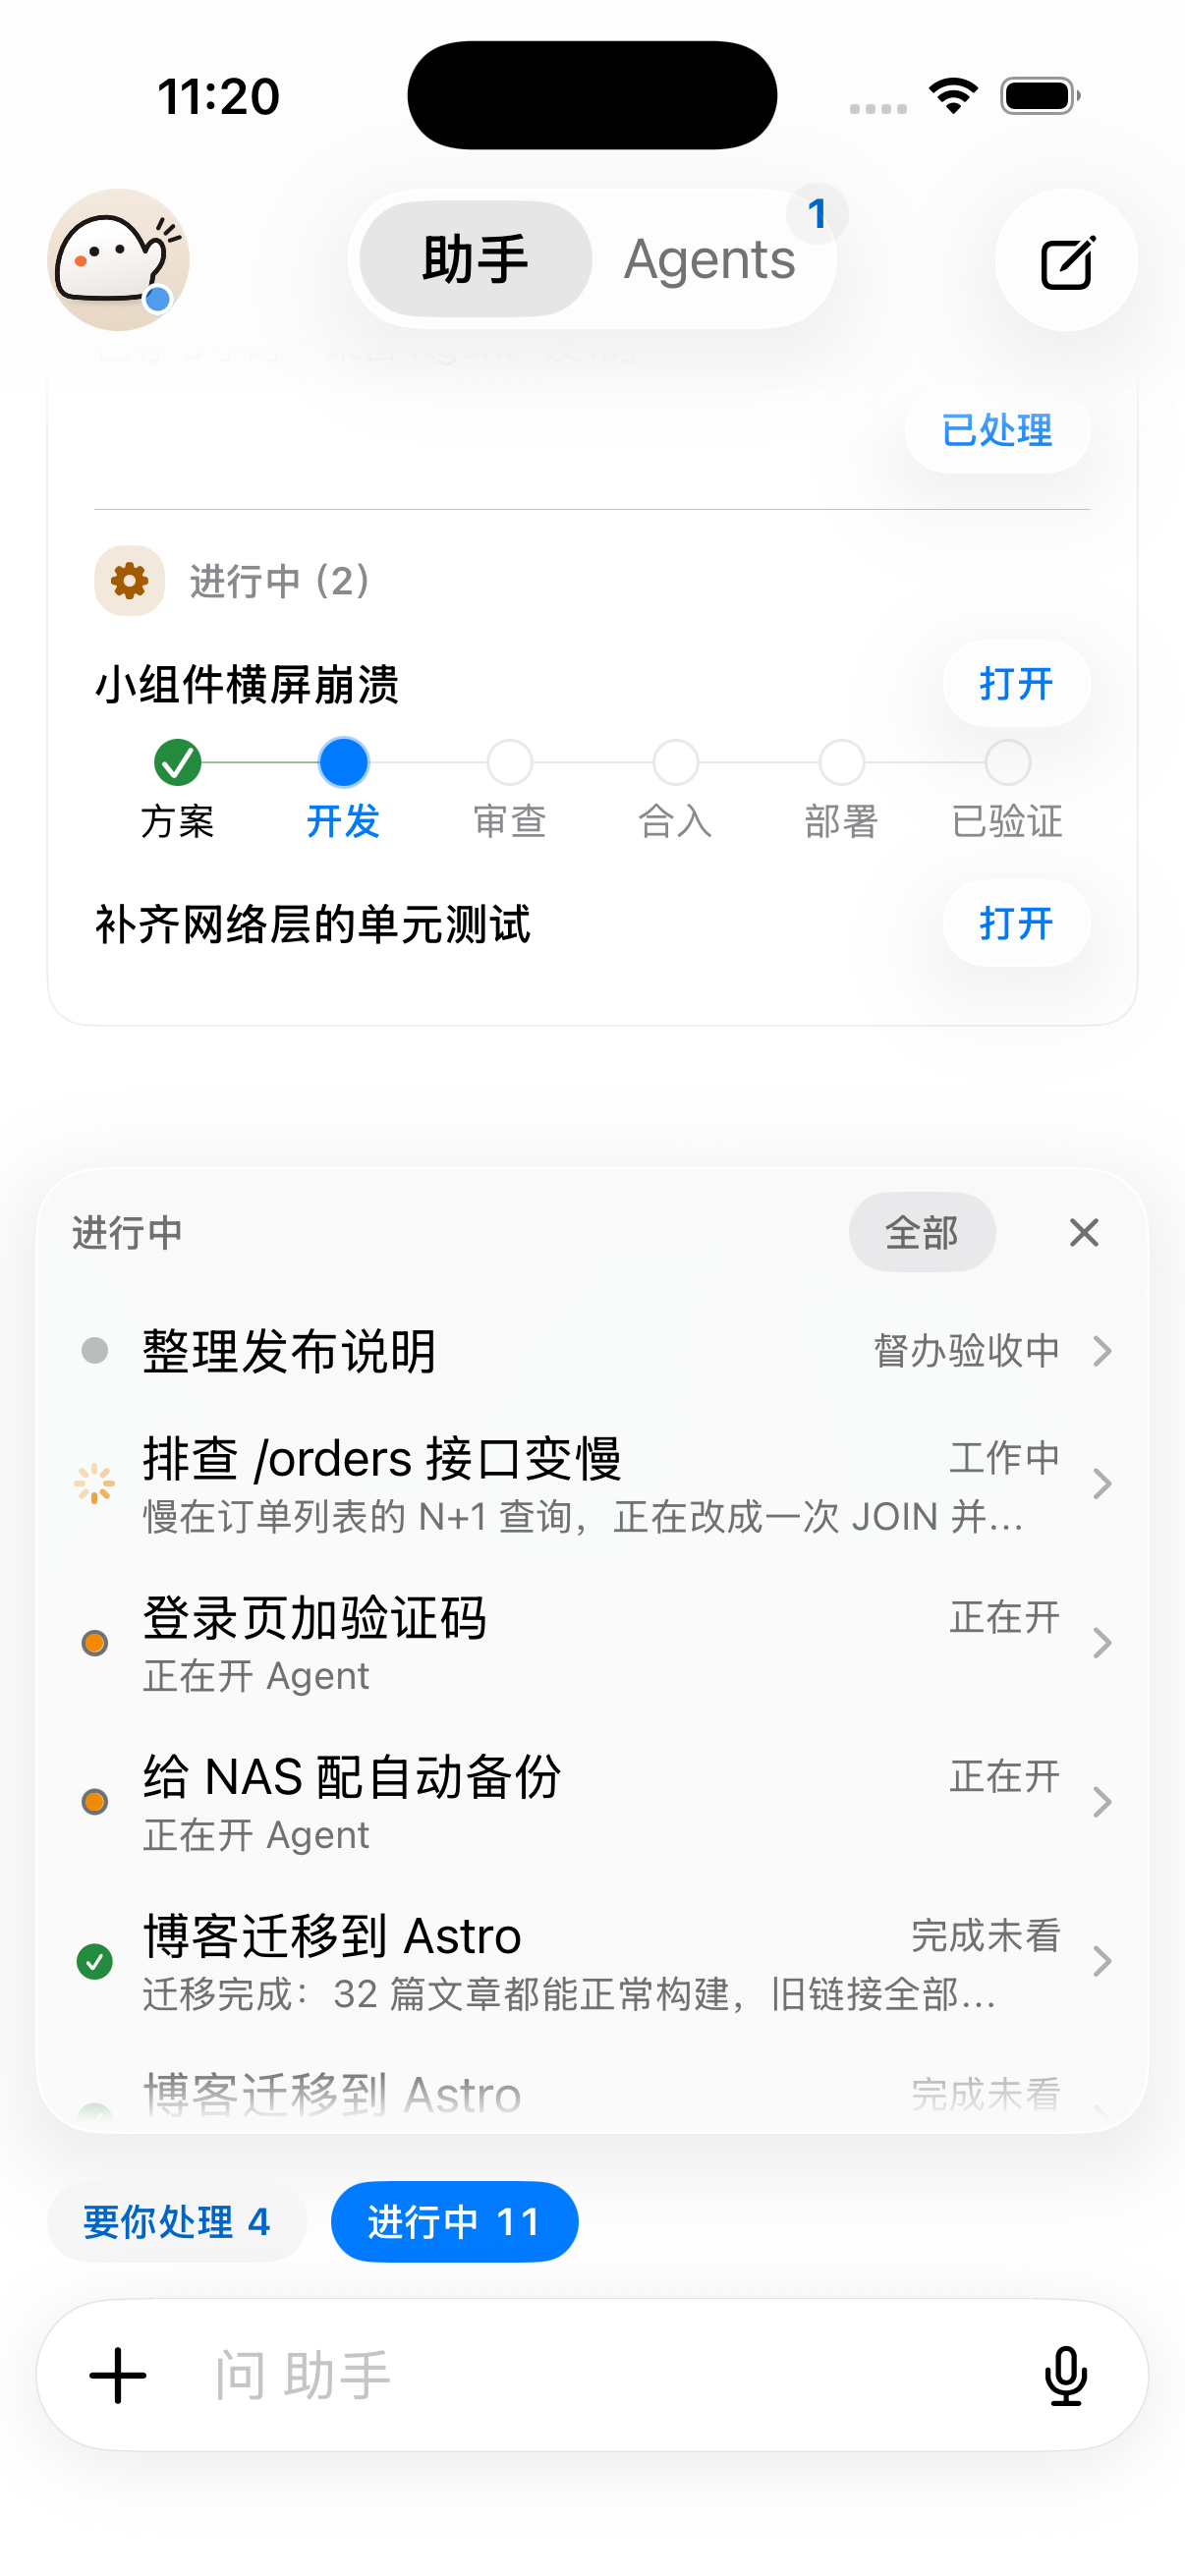 11:20
助手
Agents
1
已处理
进行中 (2)
小组件横屏崩溃
打开
方案
开发
审查
合入
部署
已验证
补齐网络层的单元测试
打开
进行中
全部
整理发布说明
督办验收中
排查 /orders 接口变慢
工作中
慢在订单列表的 N+1 查询，正在改成一次 JOIN 并...
登录页加验证码
正在开
正在开 Agent
给 NAS 配自动备份
正在开
正在开 Agent
博客迁移到 Astro
完成未看
迁移完成：32 篇文章都能正常构建，旧链接全部...
博客迁移到 Astro
完成未看
要你处理 4
进行中 11
问 助手